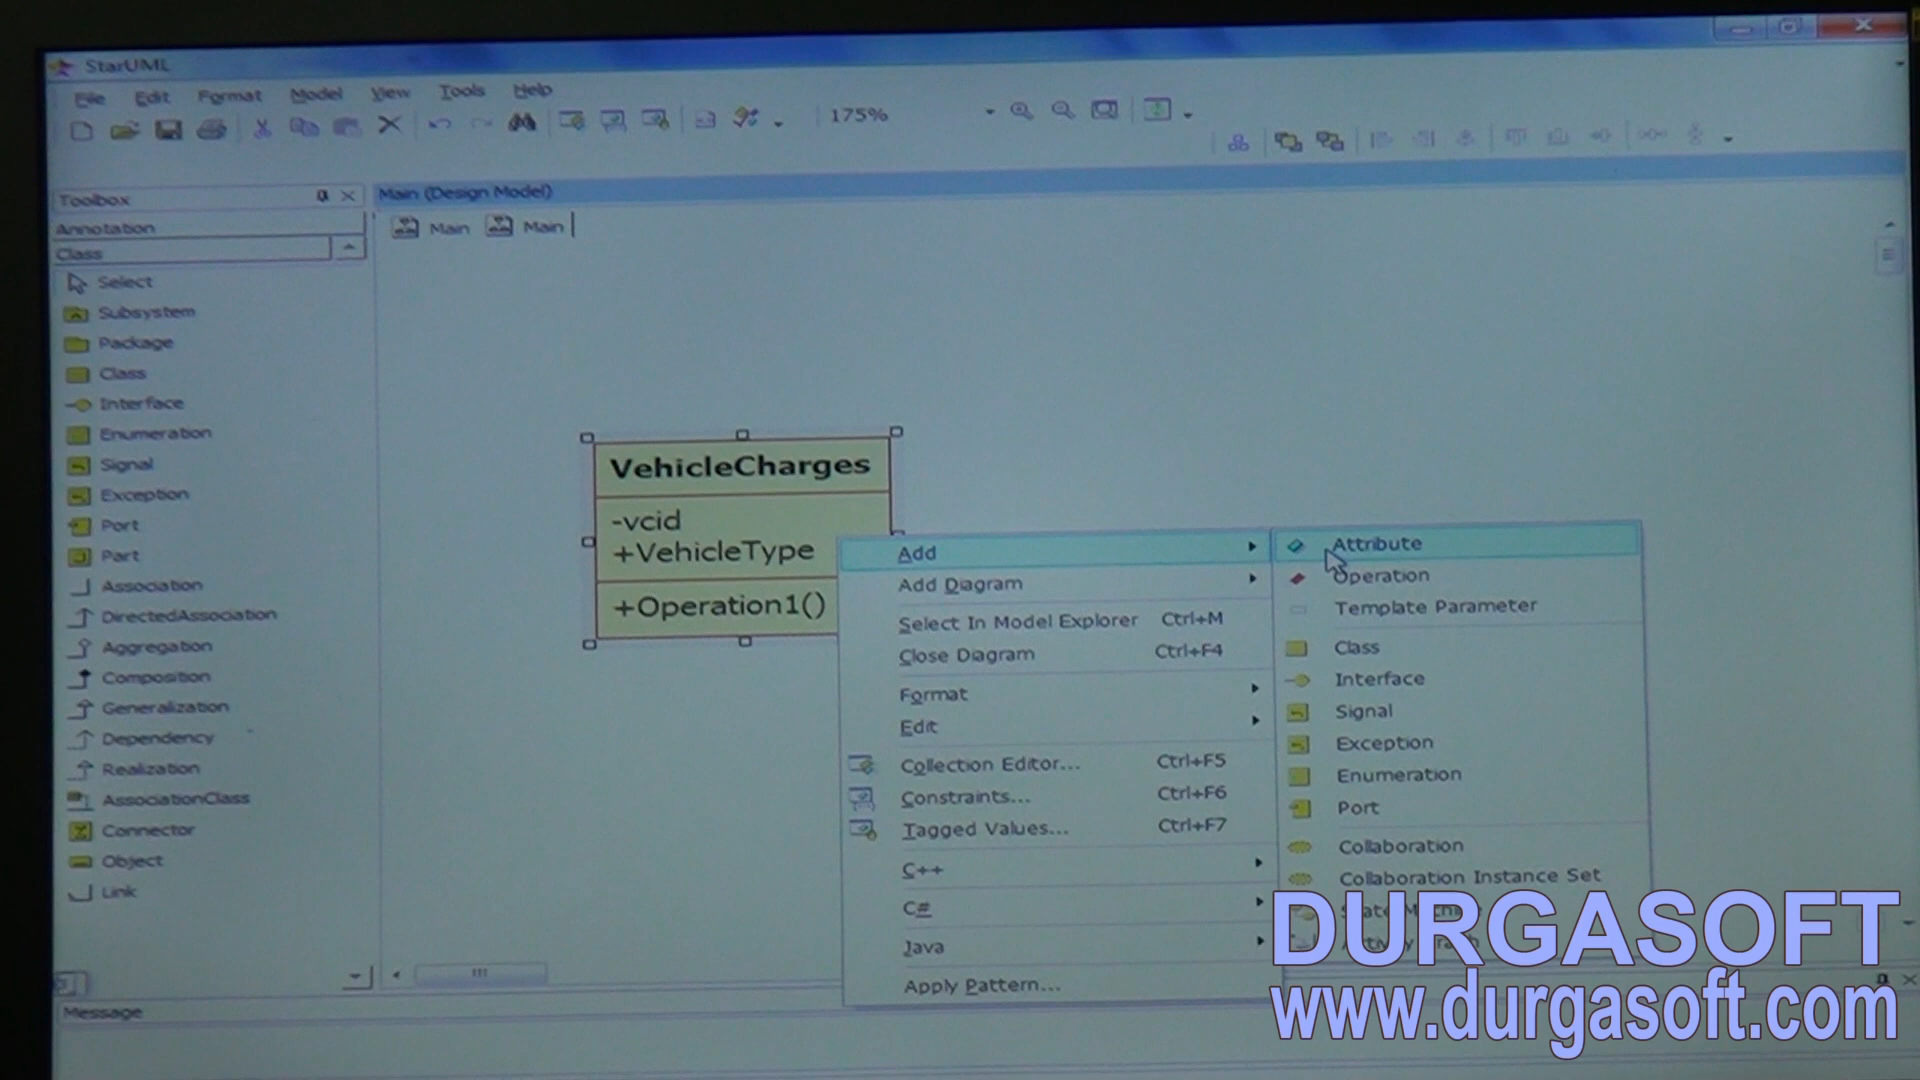 StarUML
File Edit Format Model View Tools Help
175%
Toolbox
Main (Design Model)
Annotation
Main Main
Class
Select
Subsystem
Package
Class
Interface
Enumeration
Signal
Exception
Port
Part
Association
DirectedAssociation
Aggregation
Composition
Generalization
Dependency
Realization
AssociationClass
Connector
Object
Link
VehicleCharges
-vcid
+VehicleType
+Operation1()
Add
Add Diagram
Select In Model Explorer Ctrl+M
Close Diagram Ctrl+F4
Format
Edit
Collection Editor... Ctrl+F5
Constraints... Ctrl+F6
Tagged Values... Ctrl+F7
C++
C#
Java
Apply Pattern...
Attribute
Operation
Template Parameter
Class
Interface
Signal
Exception
Enumeration
Port
Collaboration
Collaboration Instance Set
Message
DURGASOFT
www.durgasoft.com